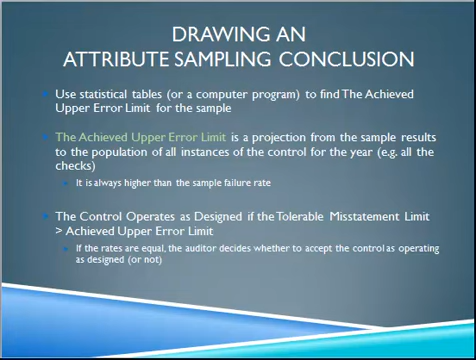 DRAWING AN
ATTRIBUTE SAMPLING CONCLUSION
Use statistical tables (or a computer program) to find The Achieved
Upper Error Limit for the sample
The Achieved Upper Error Limit is a projection from the sample results
to the population of all instances of the control for the year (e.g. all the
checks)
It is always higher than the sample failure rate
The Control Operates as Designed if the Tolerable Misstatement Limit
> Achieved Upper Error Limit
If the rates are equal, the auditor decides whether to accept the control as operating
as designed (or not)